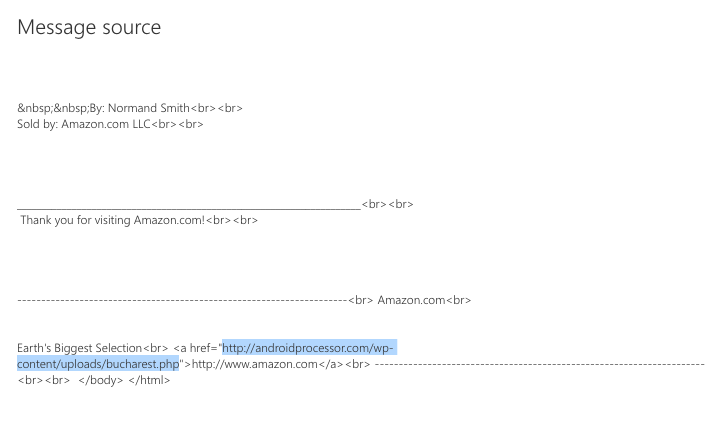 Message source
&nbsp;&nbsp;By: Normand Smith<br><br>
Sold by: Amazon.com LLC<br><br>
_______________________________________________________<br><br>
Thank you for visiting Amazon.com!<br><br>
--------------------------------------------------------------------<br> Amazon.com<br>
Earth's Biggest Selection<br> <a href="http://androidprocessor.com/wp-
content/uploads/bucharest.php">http://www.amazon.com</a><br> --------------------------------------------------------------------
<br><br>  </body> </html>